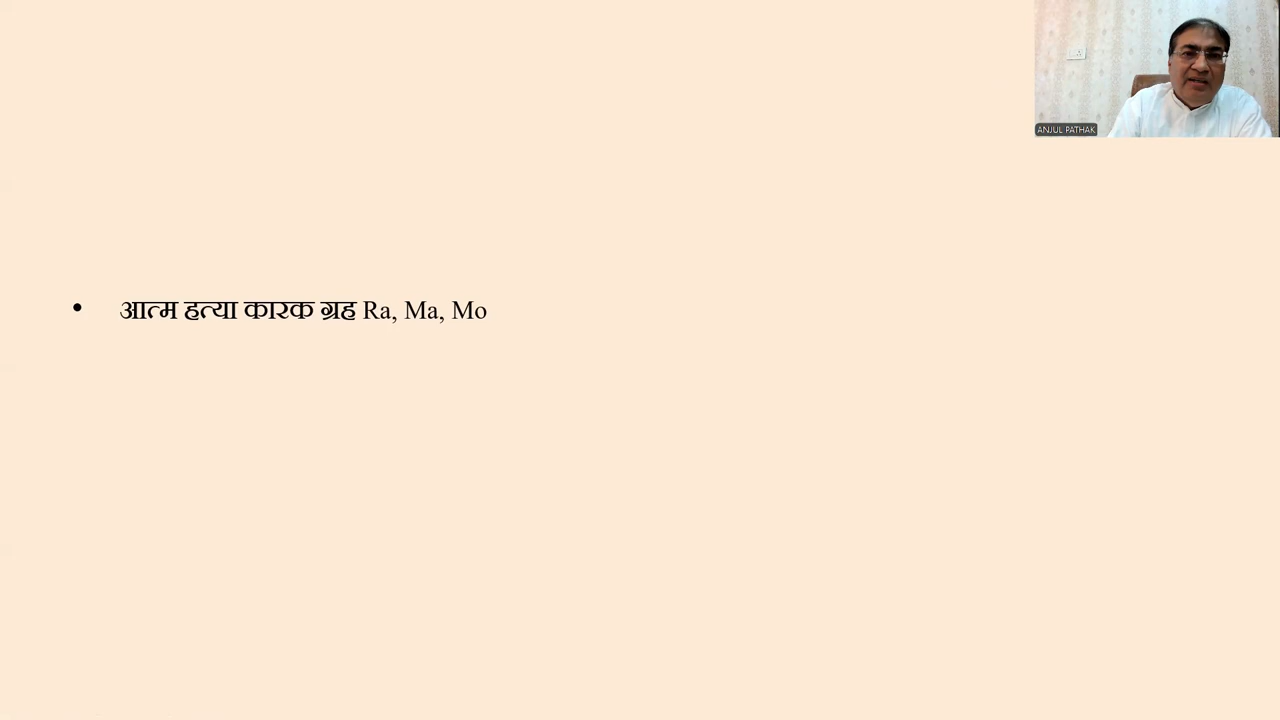 ANJUL PATHAK
• आत्म हत्या कारक ग्रह Ra, Ma, Mo